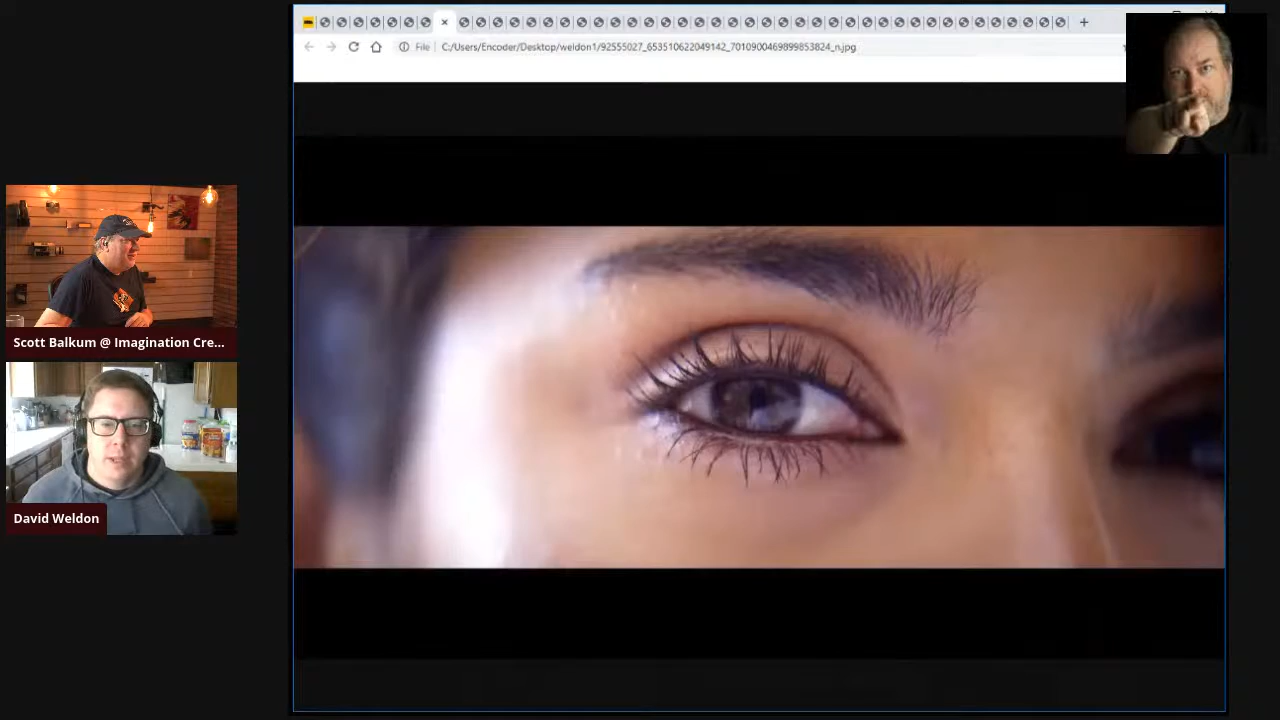 File
C:/Users/Encoder/Desktop/weldon1/92555027_653510622049142_7010900469899853824_n.jpg
Scott Balkum @ Imagination Cre...
David Weldon